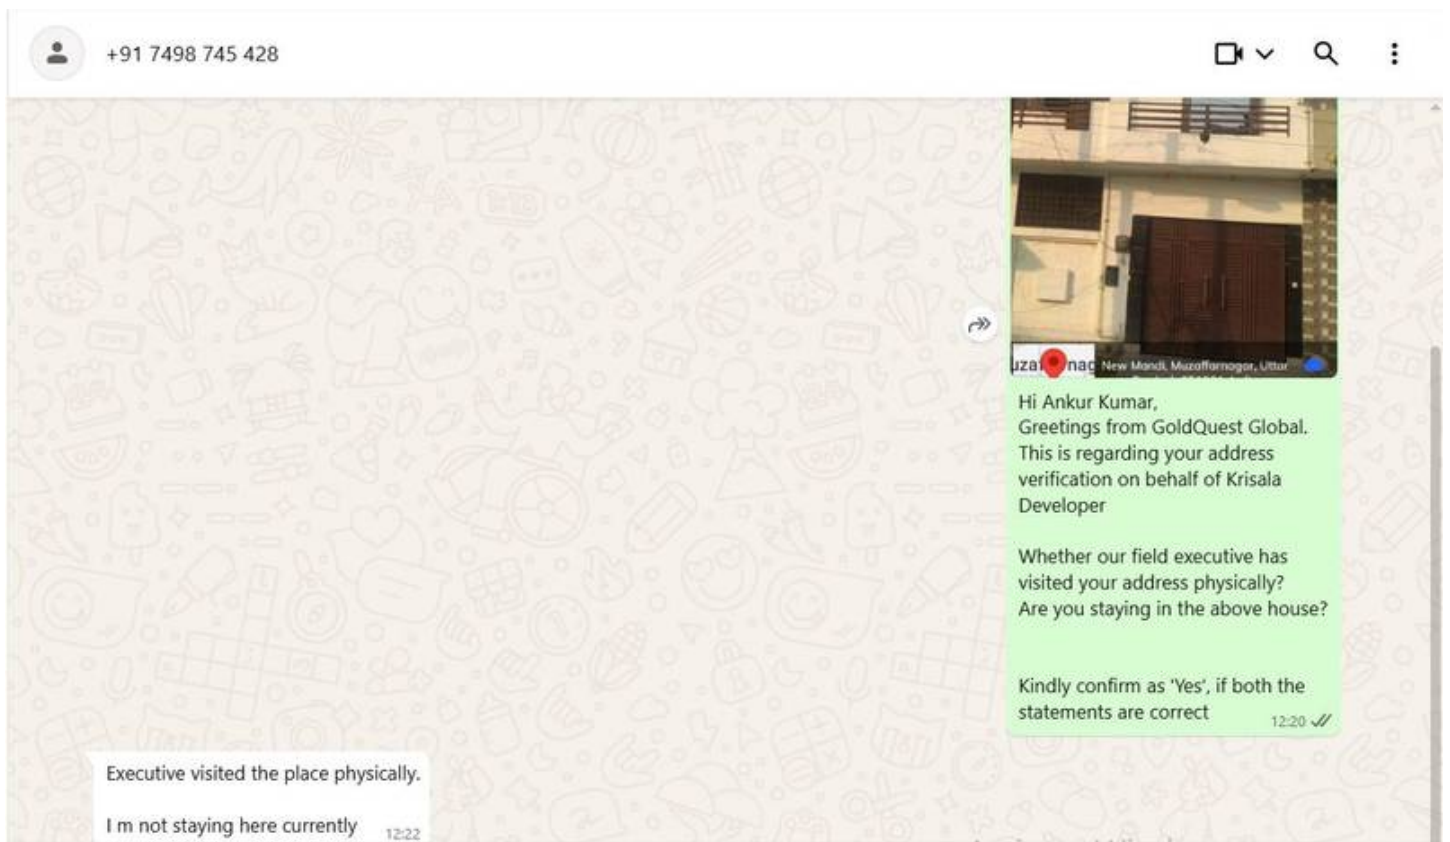 +91 7498 745 428
New Mandi, Muzaffarnagar, Uttar
Hi Ankur Kumar,
Greetings from GoldQuest Global.
This is regarding your address
verification on behalf of Krisala
Developer
Whether our field executive has
visited your address physically?
Are you staying in the above house?
Kindly confirm as 'Yes', if both the
statements are correct
12:20
Executive visited the place physically.
I m not staying here currently
12:22